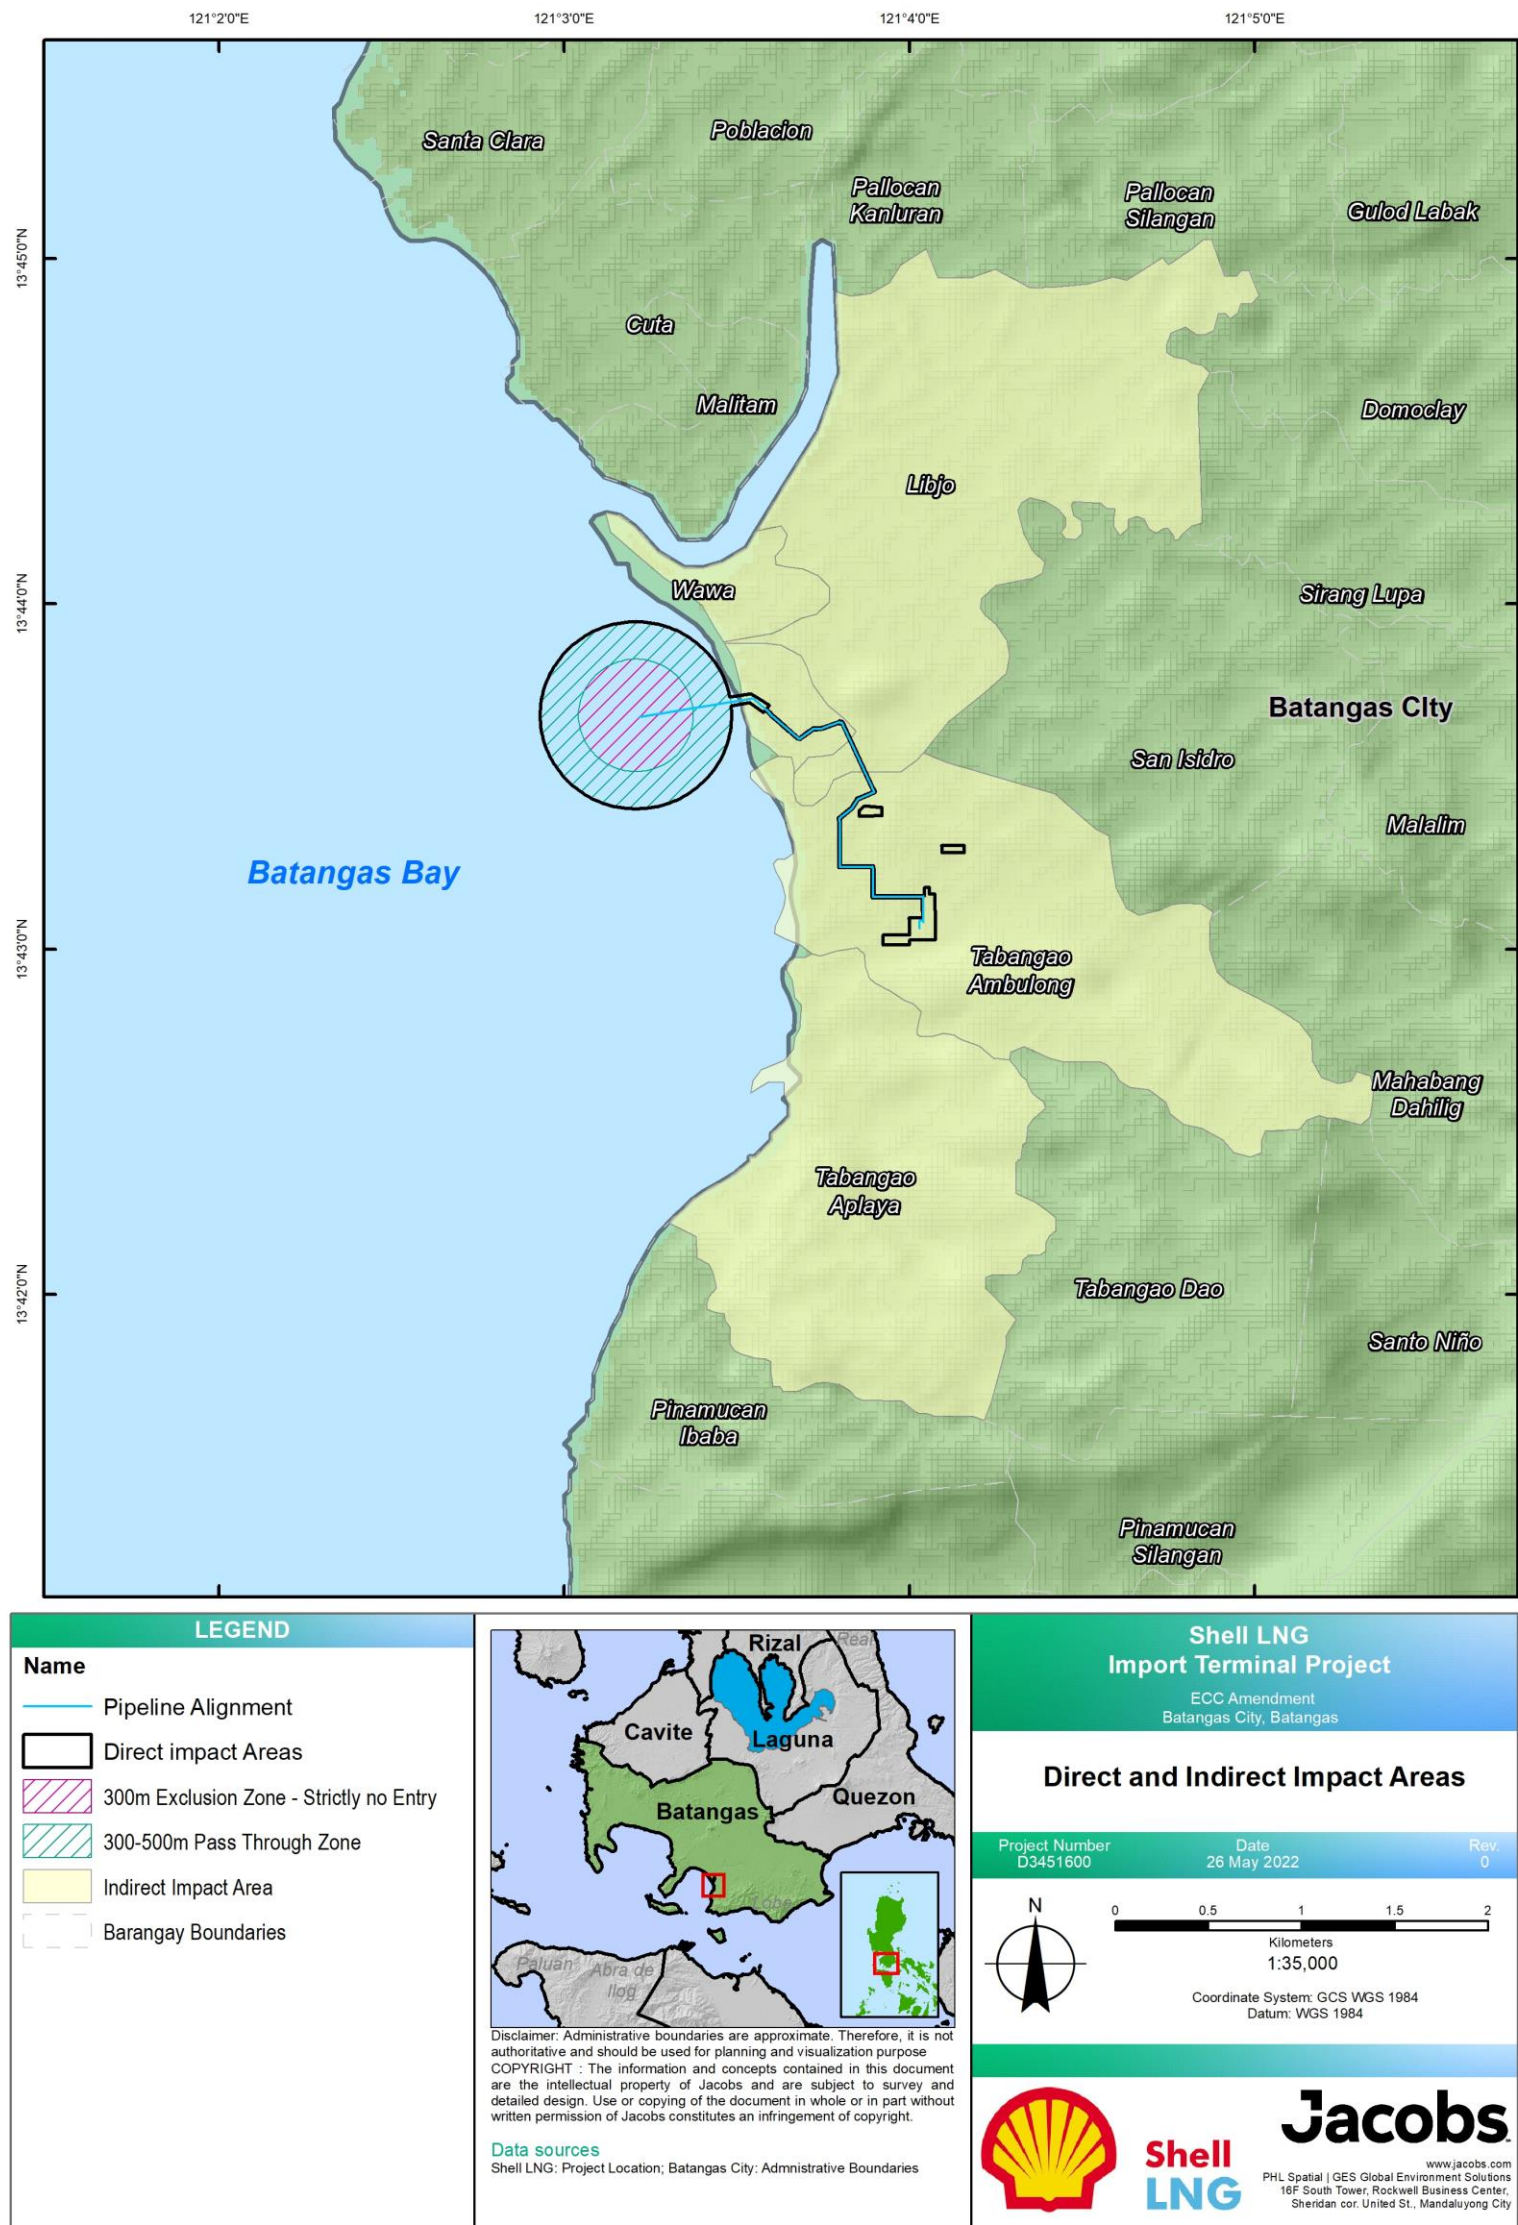 121°2'0"E
121°3'0"E
121°4'0"E
121°5'0"E
13°45'0"N
13°44'0"N
13°43'0"N
13°42'0"N
Santa Clara
Poblacion
Pallocan
Kanluran
Pallocan
Silangan
Gulod Labak
Cuta
Malitam
Domoclay
Libjo
Wawa
Sirang Lupa
Batangas CIty
San Isidro
Malalim
Batangas Bay
Tabangao
Ambulong
Mahabang
Dahilig
Tabangao
Aplaya
Tabangao Dao
Santo Niño
Pinamucan
Ibaba
Pinamucan
Silangan
LEGEND
Name
Pipeline Alignment
Direct impact Areas
300m Exclusion Zone - Strictly no Entry
300-500m Pass Through Zone
Indirect Impact Area
Barangay Boundaries
Rizal
Real
Cavite
Laguna
Quezon
Batangas
Lobo
Paluan
Abra de
Ilog
Disclaimer: Administrative boundaries are approximate. Therefore, it is not
authoritative and should be used for planning and visualization purpose
COPYRIGHT : The information and concepts contained in this document
are the intellectual property of Jacobs and are subject to survey and
detailed design. Use or copying of the document in whole or in part without
written permission of Jacobs constitutes an infringement of copyright.
Data sources
Shell LNG: Project Location; Batangas City: Admnistrative Boundaries
Shell LNG
Import Terminal Project
ECC Amendment
Batangas City, Batangas
Direct and Indirect Impact Areas
Project Number
D3451600
Date
26 May 2022
Rev.
0
N
0 0.5 1 1.5 2
Kilometers
1:35,000
Coordinate System: GCS WGS 1984
Datum: WGS 1984
Shell
LNG
Jacobs
www.jacobs.com
PHL Spatial | GES Global Environment Solutions
16F South Tower, Rockwell Business Center,
Sheridan cor. United St., Mandaluyong City